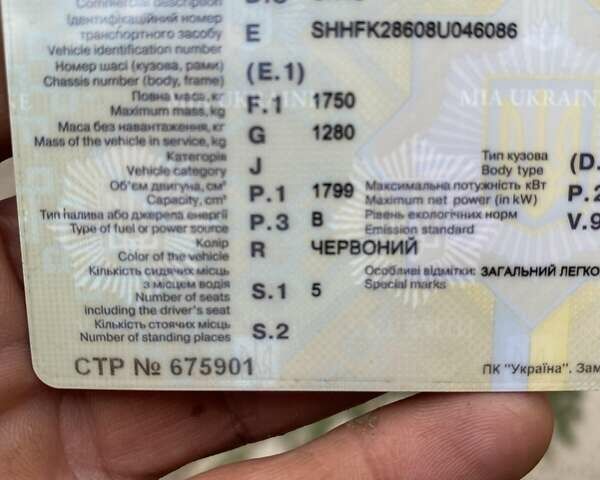 Commercial description
D.3
Ідентифікаційний номер
транспортного засобу
Vehicle identification number
E
SHHFK28608U046086
Номер шасі (кузова, рами)
Chassis number (body, frame)
(E.1)
Повна маса, кг
Maximum mass, kg
F.1
1750
MIA UKRAINE
Маса без навантаження, кг
Mass of the vehicle in service, kg
G
1280
Категорія
Vehicle category
J
Тип кузова
Body type
(D.
Об'єм двигуна, см³
Capacity, cm³
P.1
1799
Максимальна потужність кВт
Maximum net power (in kW)
P.2
Тип палива або джерела енергії
Type of fuel or power source
P.3
B
Рівень екологічних норм
Emission standard
V.9
Колір
Color of the vehicle
R
ЧЕРВОНИЙ
Кількість сидячих місць
з місцем водія
Number of seats
including the driver's seat
S.1
5
Особливі відмітки: ЗАГАЛЬНИЙ ЛЕГКО
Special marks
Кількість стоячих місць
Number of standing places
S.2
СТР № 675901
ПК "Україна". Зам